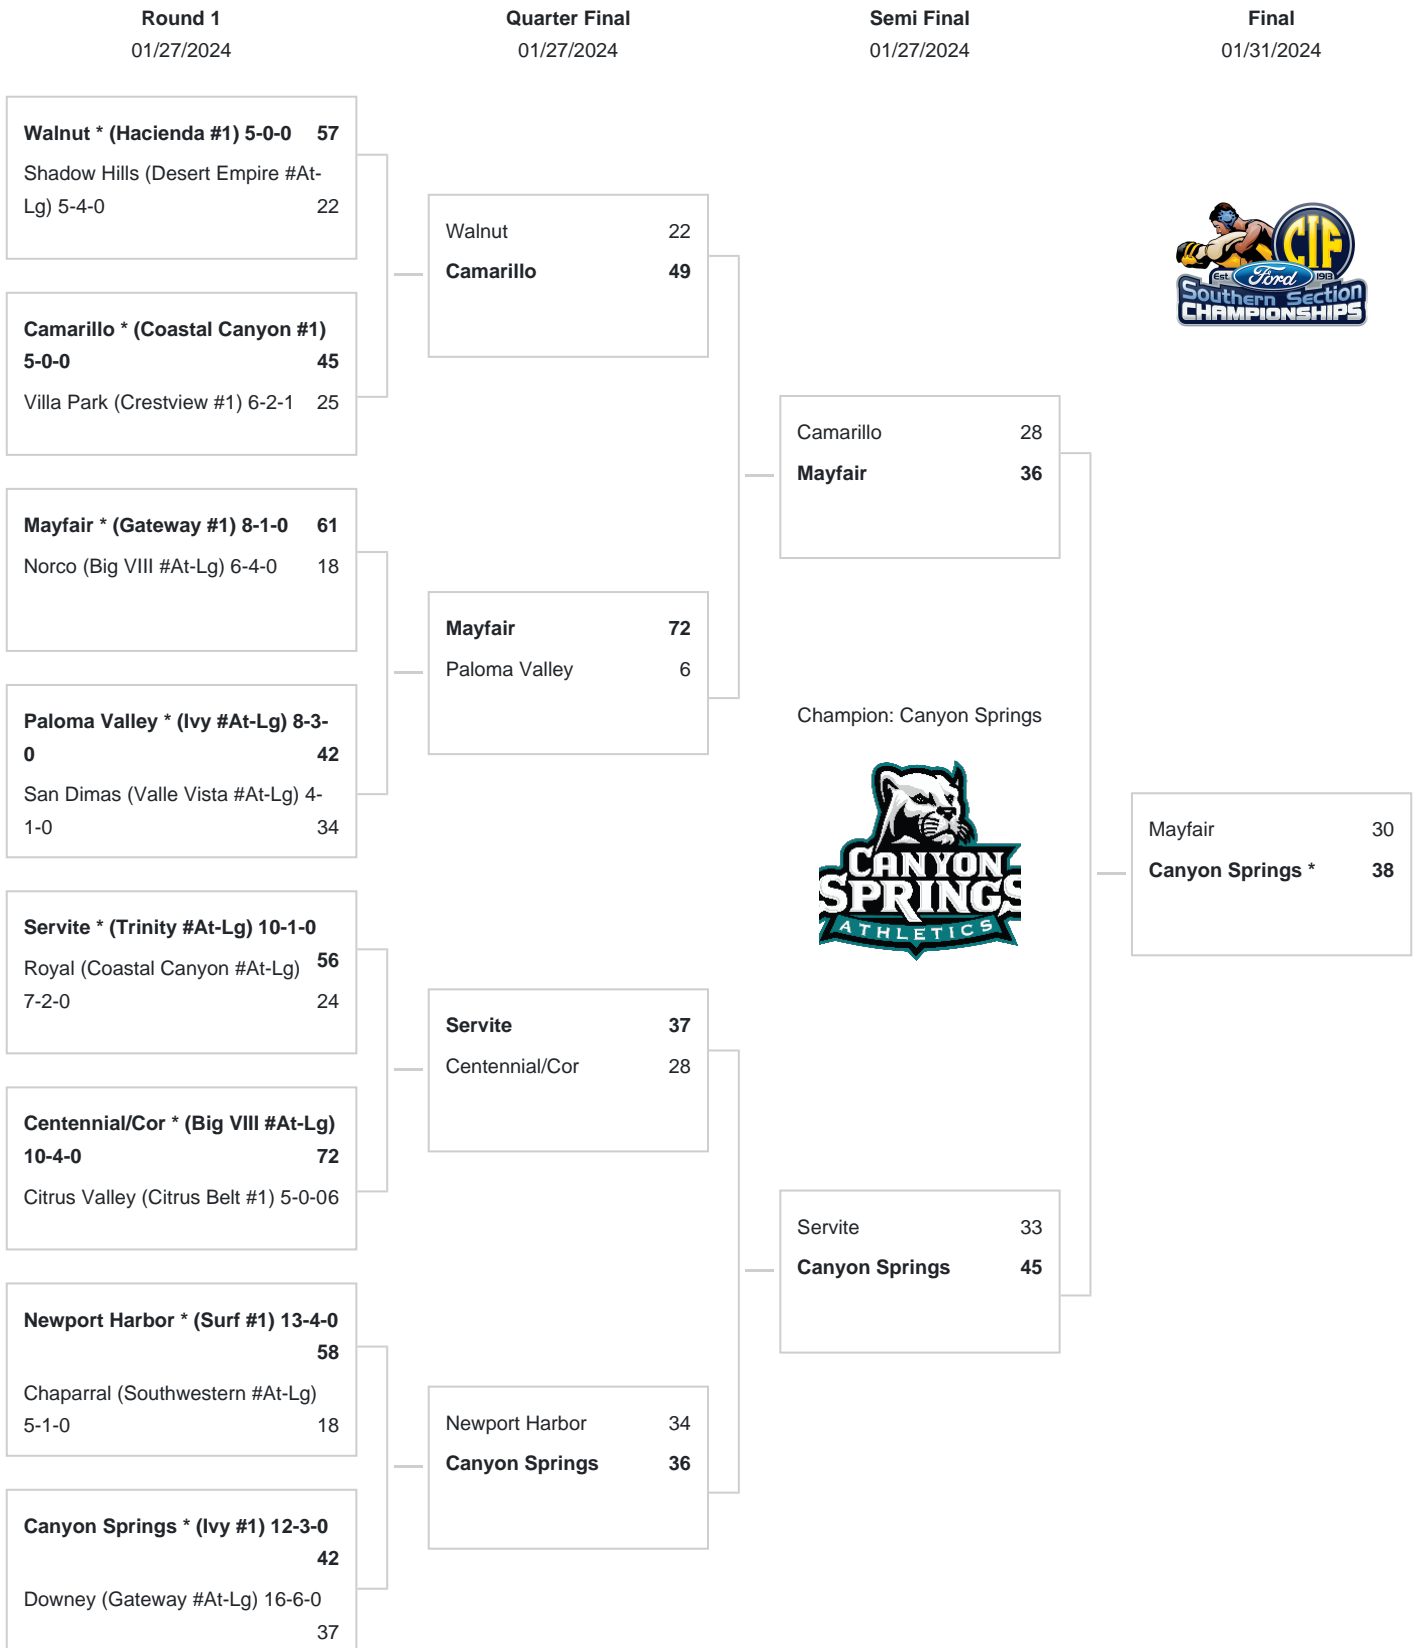 Round 1
01/27/2024
Quarter Final
01/27/2024
Semi Final
01/27/2024
Final
01/31/2024
Walnut * (Hacienda #1) 5-0-0 57
Shadow Hills (Desert Empire #At-
Lg) 5-4-0 22
Camarillo * (Coastal Canyon #1)
5-0-0 45
Villa Park (Crestview #1) 6-2-1 25
Mayfair * (Gateway #1) 8-1-0 61
Norco (Big VIII #At-Lg) 6-4-0 18
Paloma Valley * (Ivy #At-Lg) 8-3-
0 42
San Dimas (Valle Vista #At-Lg) 4-
1-0 34
Servite * (Trinity #At-Lg) 10-1-0
56
Royal (Coastal Canyon #At-Lg)
7-2-0 24
Centennial/Cor * (Big VIII #At-Lg)
10-4-0 72
Citrus Valley (Citrus Belt #1) 5-0-06
Newport Harbor * (Surf #1) 13-4-0
58
Chaparral (Southwestern #At-Lg)
5-1-0 18
Canyon Springs * (Ivy #1) 12-3-0
42
Downey (Gateway #At-Lg) 16-6-0
37
Walnut 22
Camarillo 49
Mayfair 72
Paloma Valley 6
Servite 37
Centennial/Cor 28
Newport Harbor 34
Canyon Springs 36
Camarillo 28
Mayfair 36
Champion: Canyon Springs
CANYON
SPRINGS
ATHLETICS
Servite 33
Canyon Springs 45
CIF
Est. Ford 1913
Southern Section
CHAMPIONSHIPS
Mayfair 30
Canyon Springs * 38